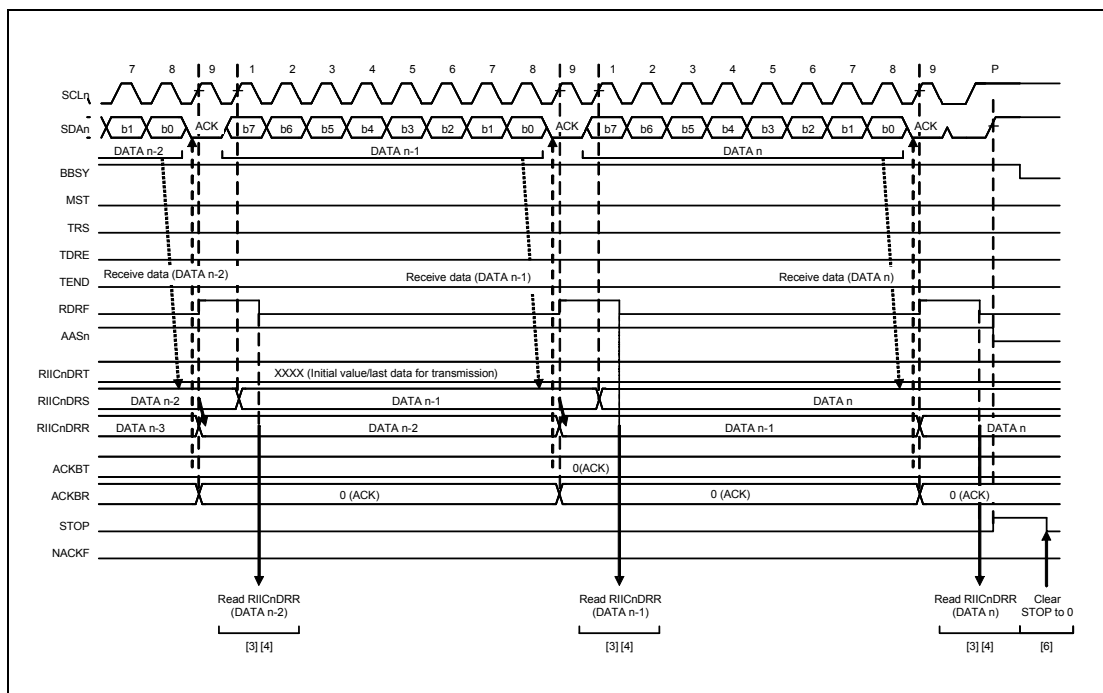 7 8 9 1 2 3 4 5 6 7 8 9 1 2 3 4 5 6 7 8 9 P
SCLn
SDAn b1 b0 ACK b7 b6 b5 b4 b3 b2 b1 b0 ACK b7 b6 b5 b4 b3 b2 b1 b0 ACK
DATA n-2 DATA n-1 DATA n
BBSY
MST
TRS
TDRE
Receive data (DATA n-2) Receive data (DATA n-1) Receive data (DATA n)
TEND
RDRF
AASn
RIICnDRT XXXX (Initial value/last data for transmission)
RIICnDRS DATA n-2 DATA n-1 DATA n
RIICnDRR DATA n-3 DATA n-2 DATA n-1 DATA n
ACKBT 0(ACK)
ACKBR 0 (ACK) 0 (ACK) 0 (ACK)
STOP
NACKF
Read RIICnDRR Read RIICnDRR Read RIICnDRR Clear
(DATA n-2) (DATA n-1) (DATA n) STOP to 0
[3] [4] [3] [4] [3] [4] [6]